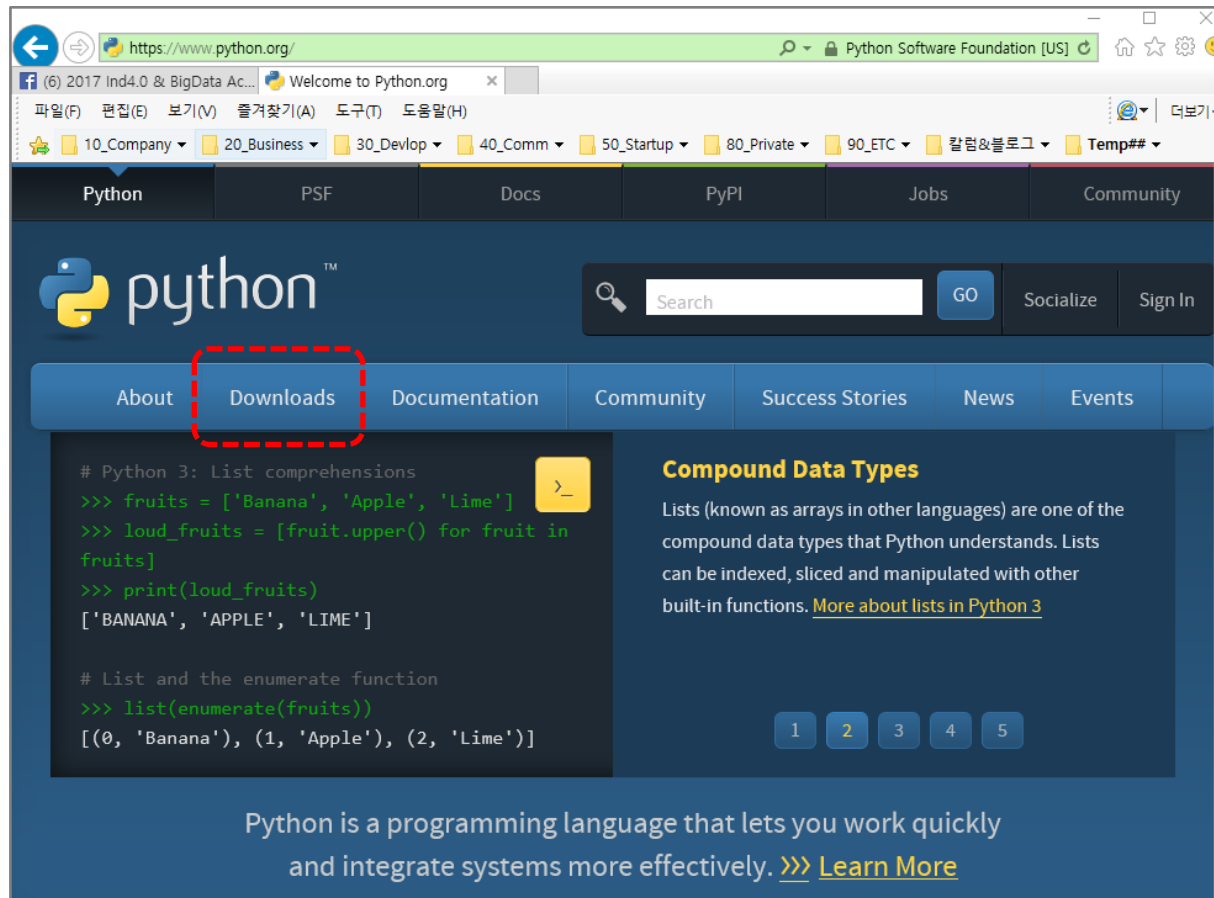 https://www.python.org/
Python Software Foundation [US]
(6) 2017 Ind4.0 & BigData Ac...
Welcome to Python.org
파일(F) 편집(E) 보기(V) 즐겨찾기(A) 도구(T) 도움말(H)
더보기
10_Company 20_Business 30_Devlop 40_Comm 50_Startup 80_Private 90_ETC 칼럼&블로그 Temp##
Python PSF Docs PyPI Jobs Community
python™
Search GO Socialize Sign In
About Downloads Documentation Community Success Stories News Events
# Python 3: List comprehensions
>>> fruits = ['Banana', 'Apple', 'Lime']
>>> loud_fruits = [fruit.upper() for fruit in
fruits]
>>> print(loud_fruits)
['BANANA', 'APPLE', 'LIME']
# List and the enumerate function
>>> list(enumerate(fruits))
[(0, 'Banana'), (1, 'Apple'), (2, 'Lime')]
>_
Compound Data Types
Lists (known as arrays in other languages) are one of the
compound data types that Python understands. Lists
can be indexed, sliced and manipulated with other
built-in functions. More about lists in Python 3
1 2 3 4 5
Python is a programming language that lets you work quickly
and integrate systems more effectively. >>> Learn More